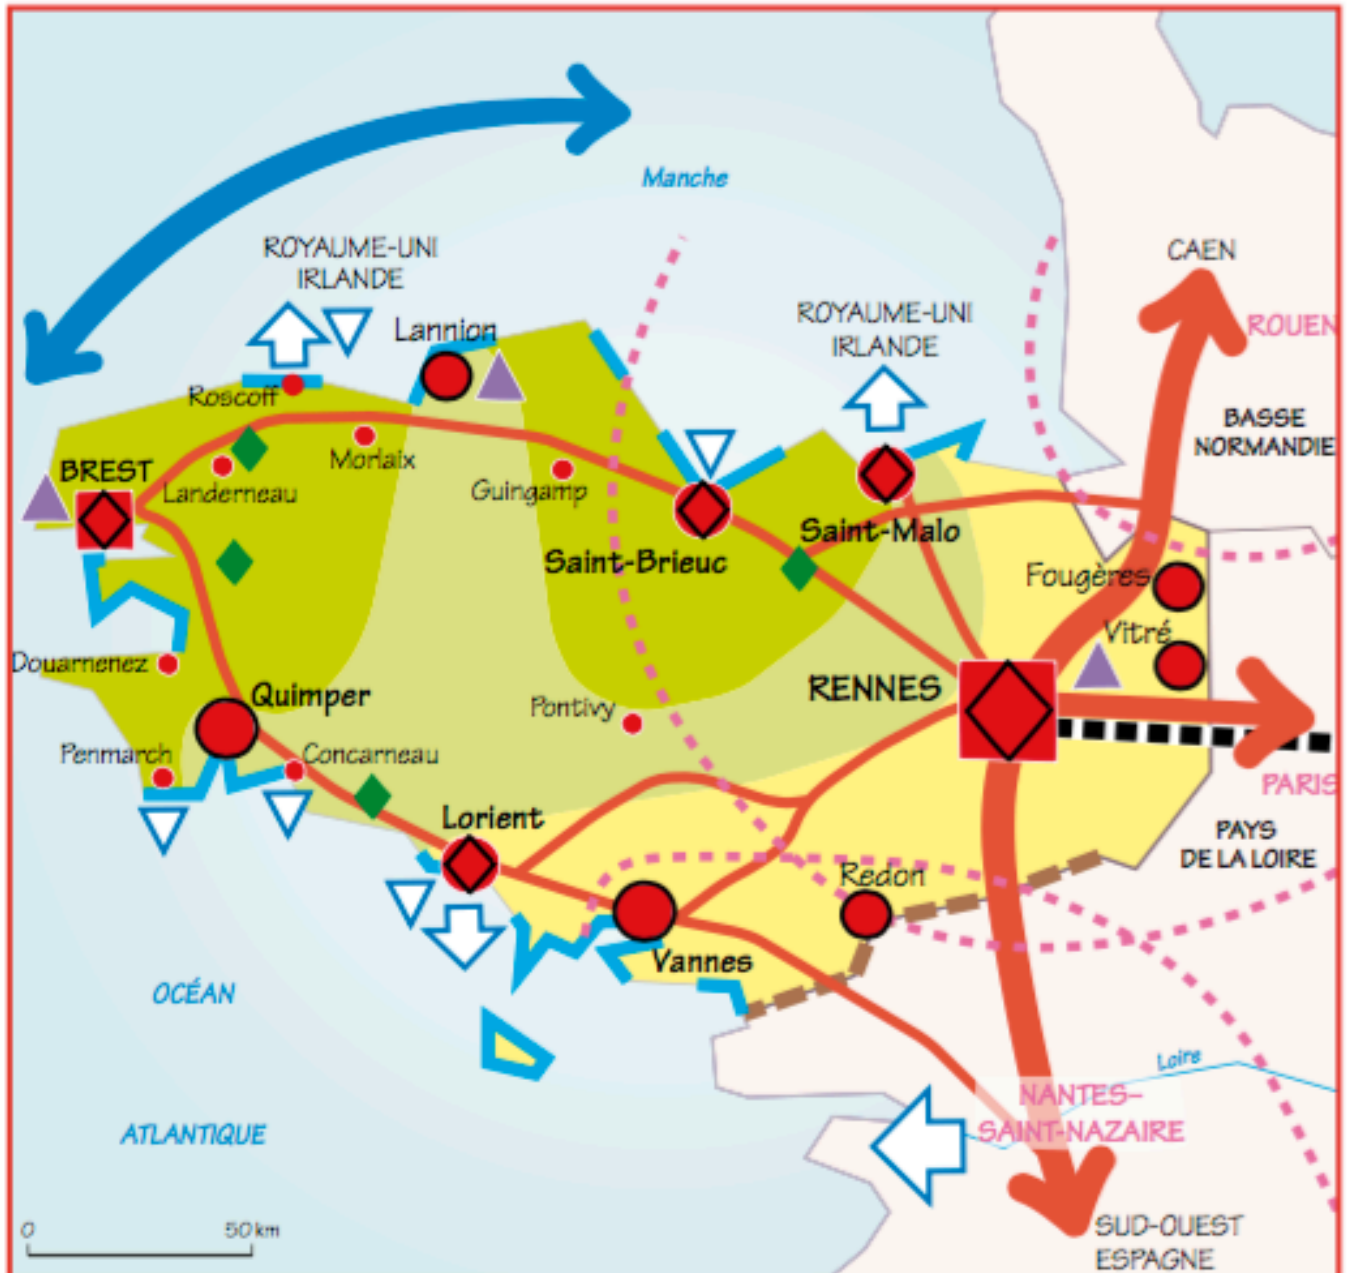 Manche
ROYAUME-UNI
IRLANDE
CAEN
ROUEN
Lannion
ROYAUME-UNI
IRLANDE
Roscoff
BASSE
NORMANDIE
BREST
Morlaix
Landerneau
Guingamp
Saint-Malo
Saint-Brieuc
Fougères
Vitré
Douarnenez
Quimper
RENNES
Pontivy
Penmarch
Concarneau
PARIS
Lorient
PAYS
DE LA LOIRE
Redon
Vannes
OCÉAN
Loire
NANTES–
SAINT-NAZAIRE
ATLANTIQUE
0
50 km
SUD-OUEST
ESPAGNE